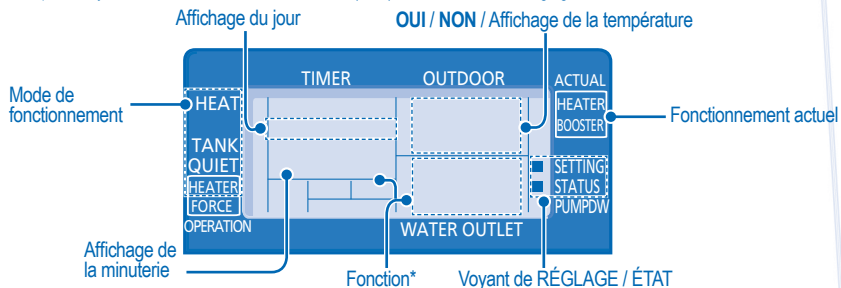 Affichage du jour
OUI / NON / Affichage de la température
Mode de
fonctionnement
TIMER
OUTDOOR
ACTUAL
HEAT
HEATER
BOOSTER
Fonctionnement actuel
TANK
QUIET
HEATER
FORCE
OPERATION
SETTING
STATUS
PUMPDW
WATER OUTLET
Affichage de
la minuterie
Fonction*
Voyant de RÉGLAGE / ÉTAT